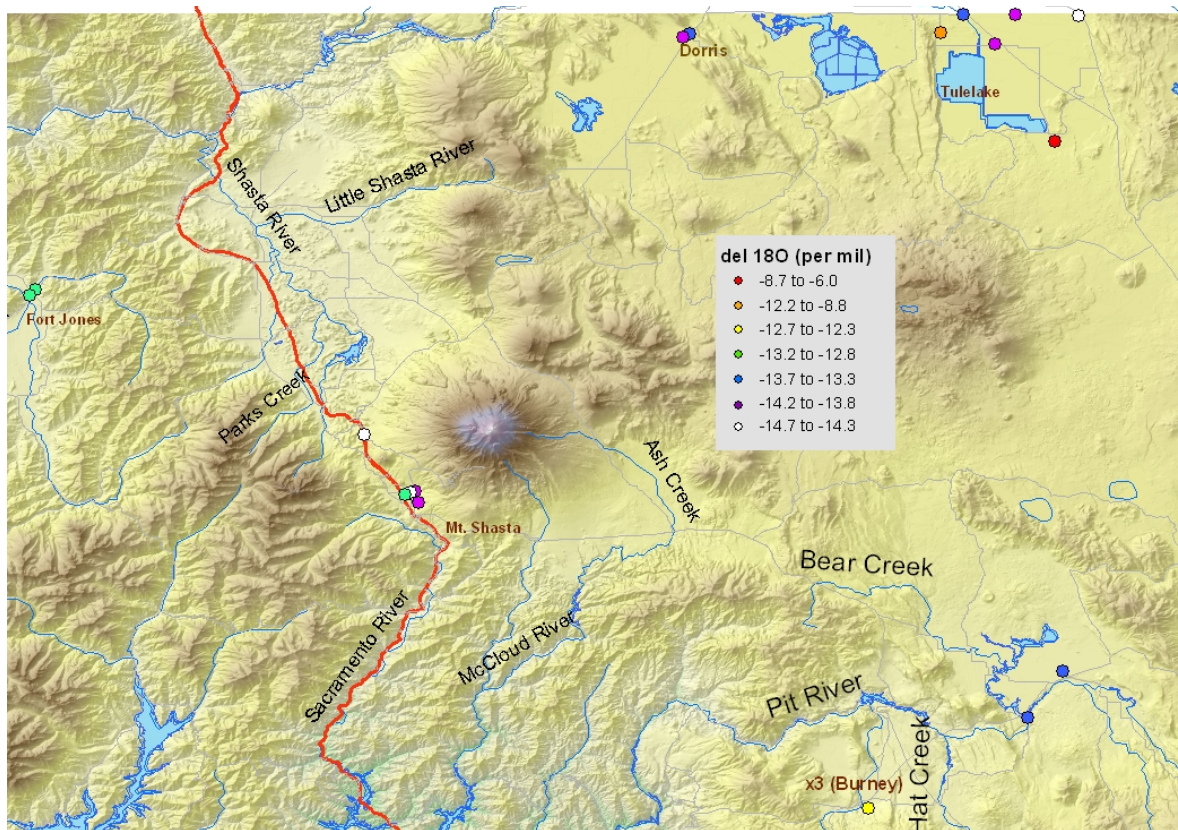 Dorris
Tulelake
Shasta River
Little Shasta River
del 18O (per mil)
-8.7 to -6.0
-12.2 to -8.8
-12.7 to -12.3
-13.2 to -12.8
-13.7 to -13.3
-14.2 to -13.8
-14.7 to -14.3
Fort Jones
Parks Creek
Ash Creek
Mt. Shasta
Bear Creek
Sacramento River
McCloud River
Pit River
Hat Creek
x3 (Burney)